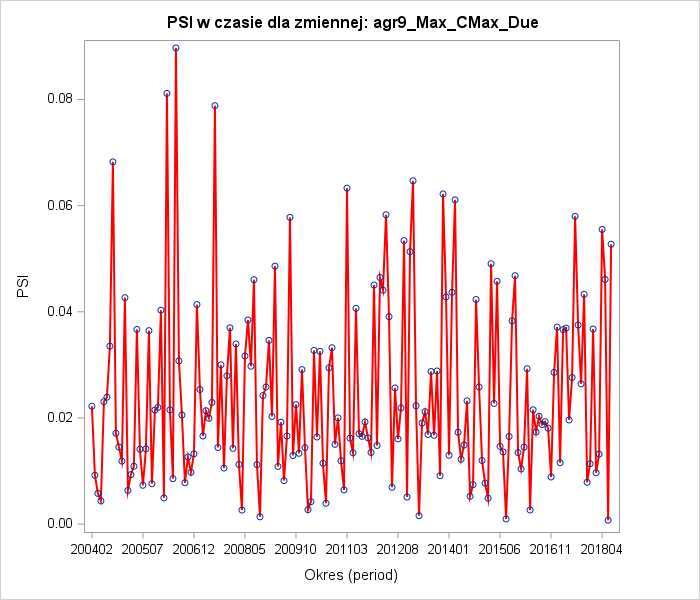 PSI w czasie dla zmiennej: agr9_Max_CMax_Due
0.08
0.06
0.04
0.02
0.00
PSI
200402 200507 200612 200805 200910 201103 201208 201401 201506 201611 201804
Okres (period)